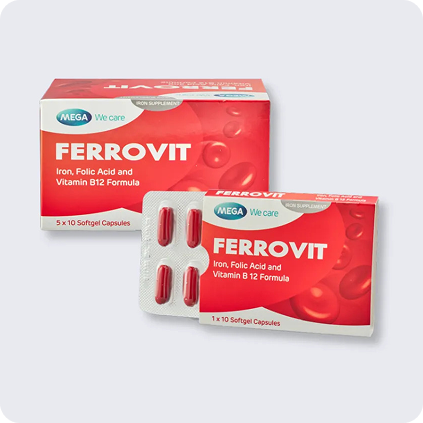 FERROVIT
IRON SUPPLEMENT
MEGA We care
FERROVIT
Iron, Folic Acid and
Vitamin B12 Formula
5 x 10 Softgel Capsules
FERROVIT
IRON SUPPLEMENT
MEGA We care
FERROVIT
Iron, Folic Acid and
Vitamin B 12 Formula
1 x 10 Softgel Capsules